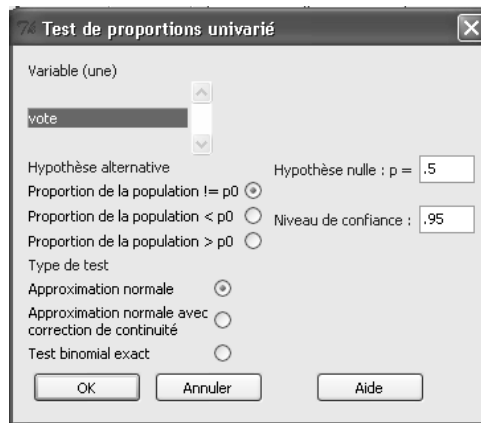 Test de proportions univarié
Variable (une)
vote
Hypothèse alternative
Proportion de la population != p0
Proportion de la population < p0
Proportion de la population > p0
Hypothèse nulle : p = .5
Niveau de confiance : .95
Type de test
Approximation normale
Approximation normale avec
correction de continuité
Test binomial exact
OK Annuler Aide